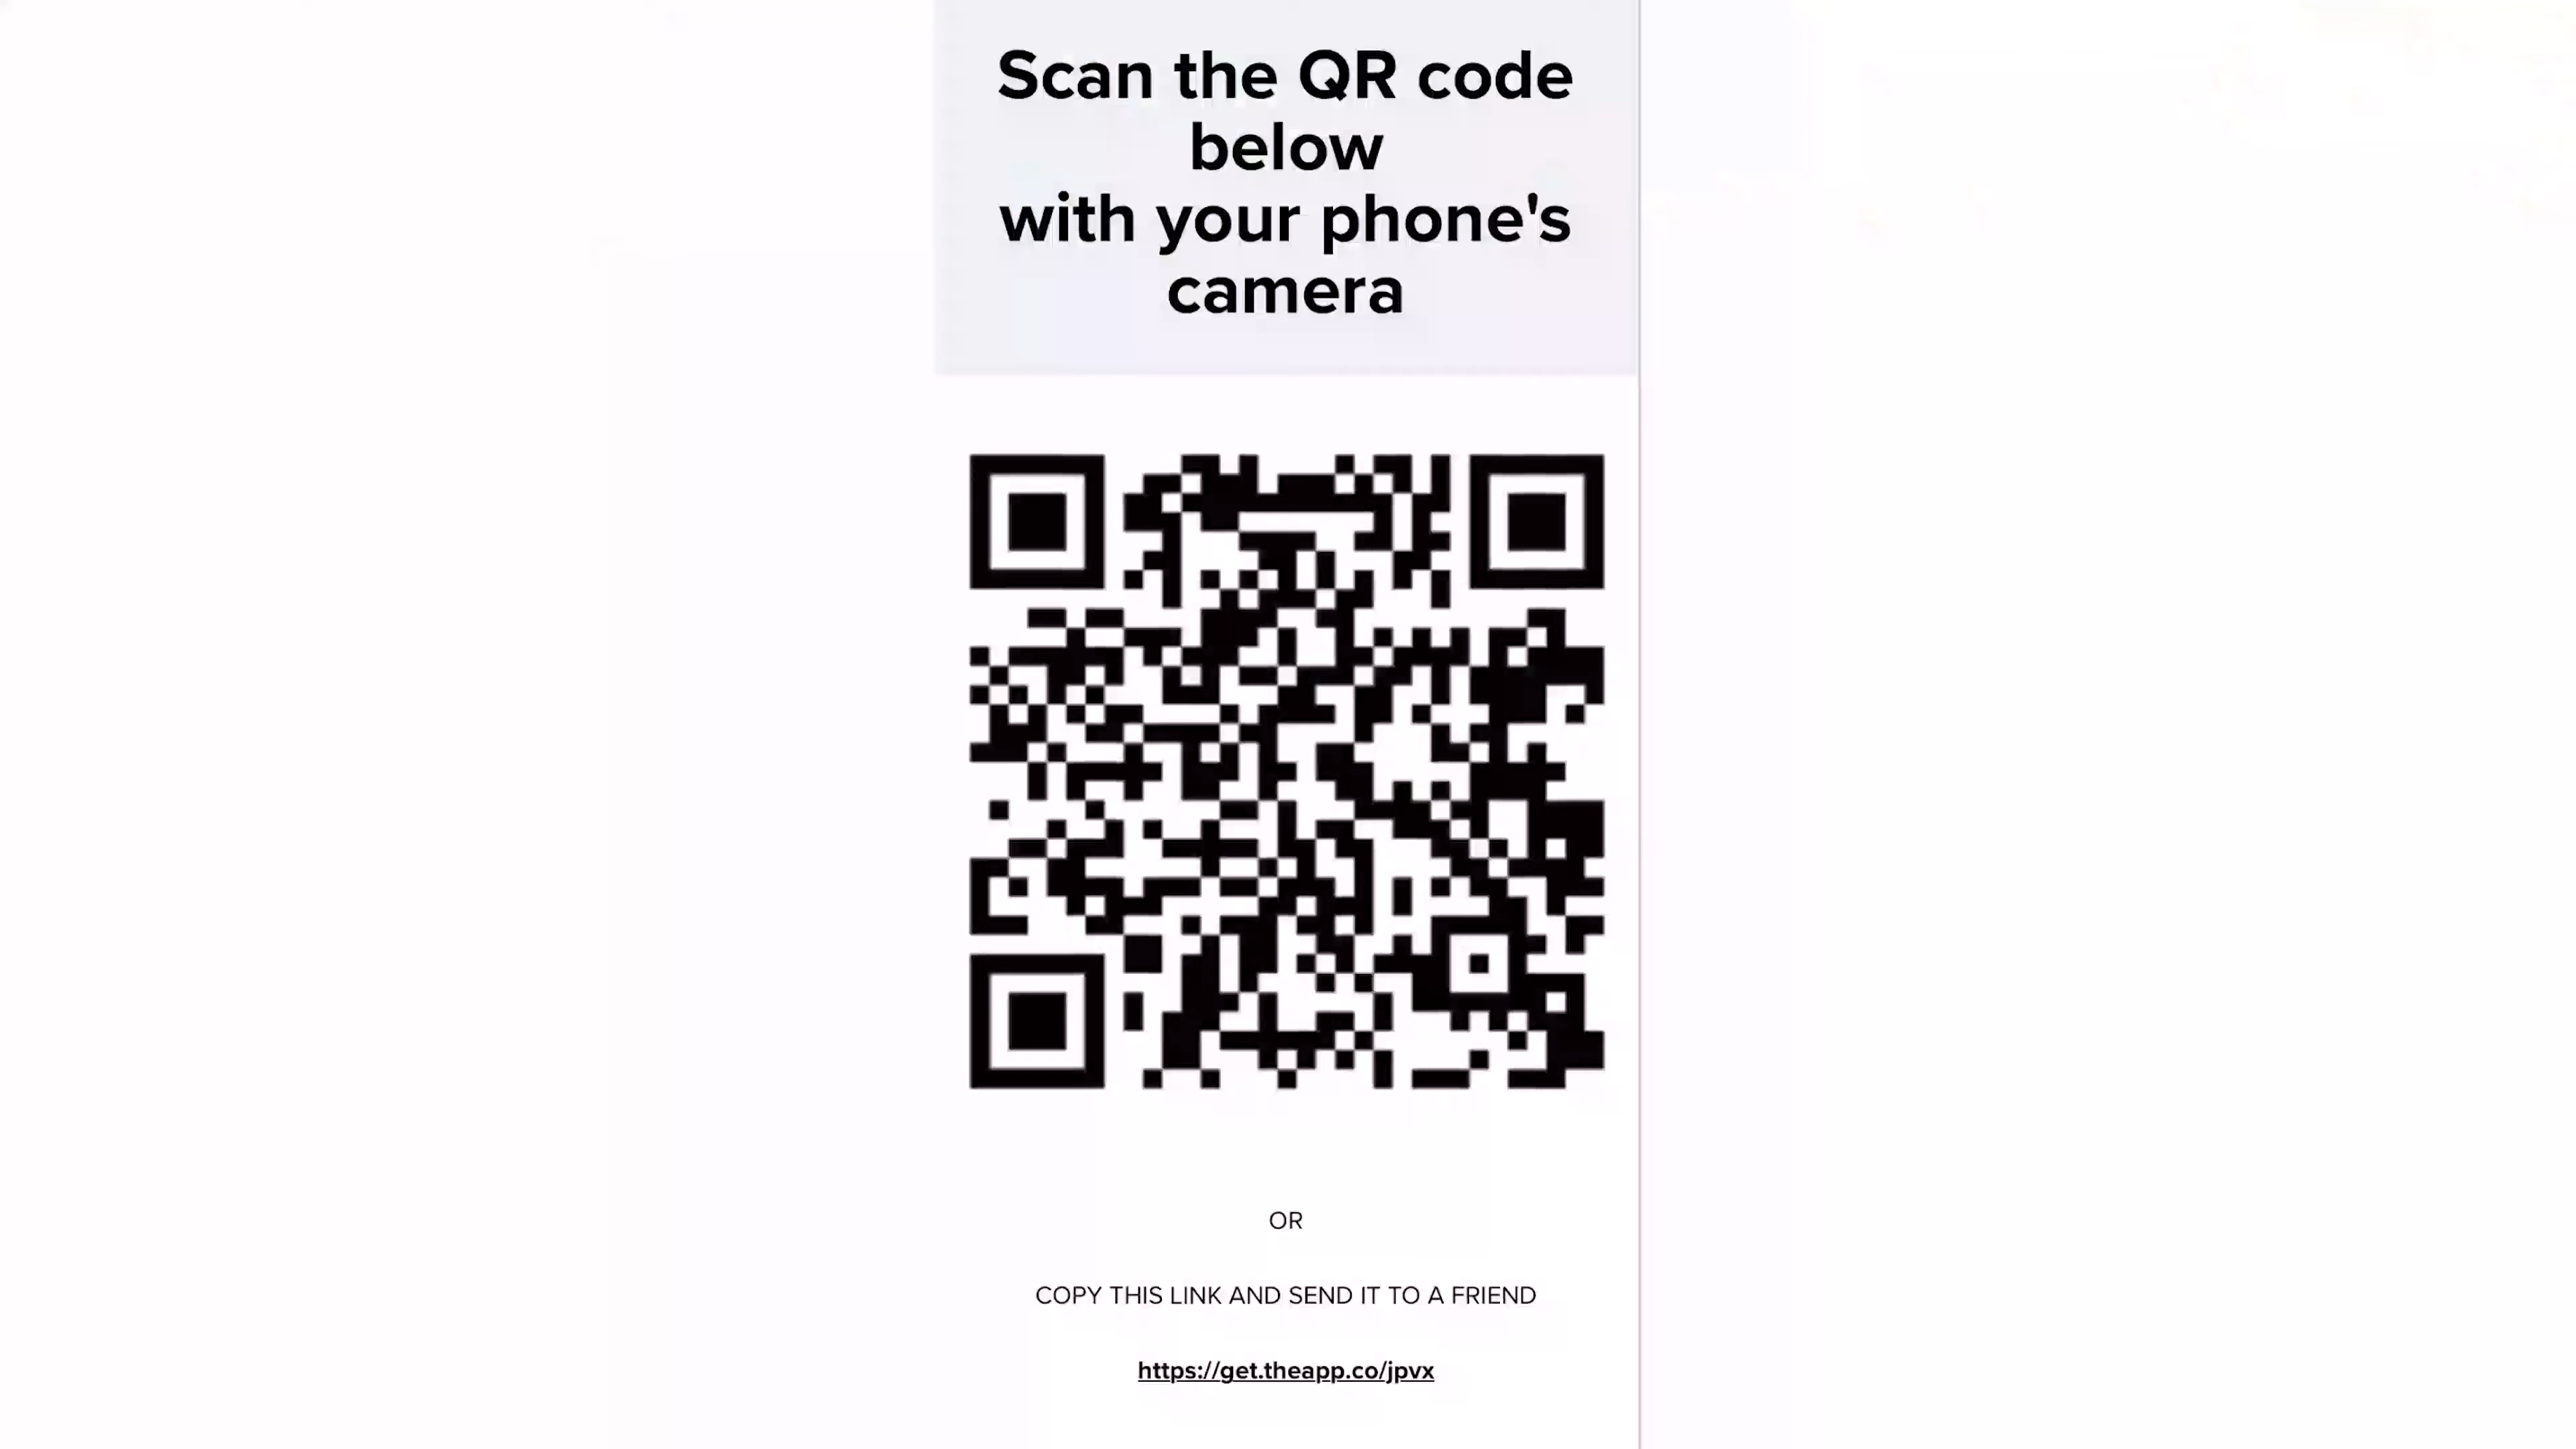 Scan the QR code
below
with your phone's
camera
OR
COPY THIS LINK AND SEND IT TO A FRIEND
https://get.theapp.co/jpvx